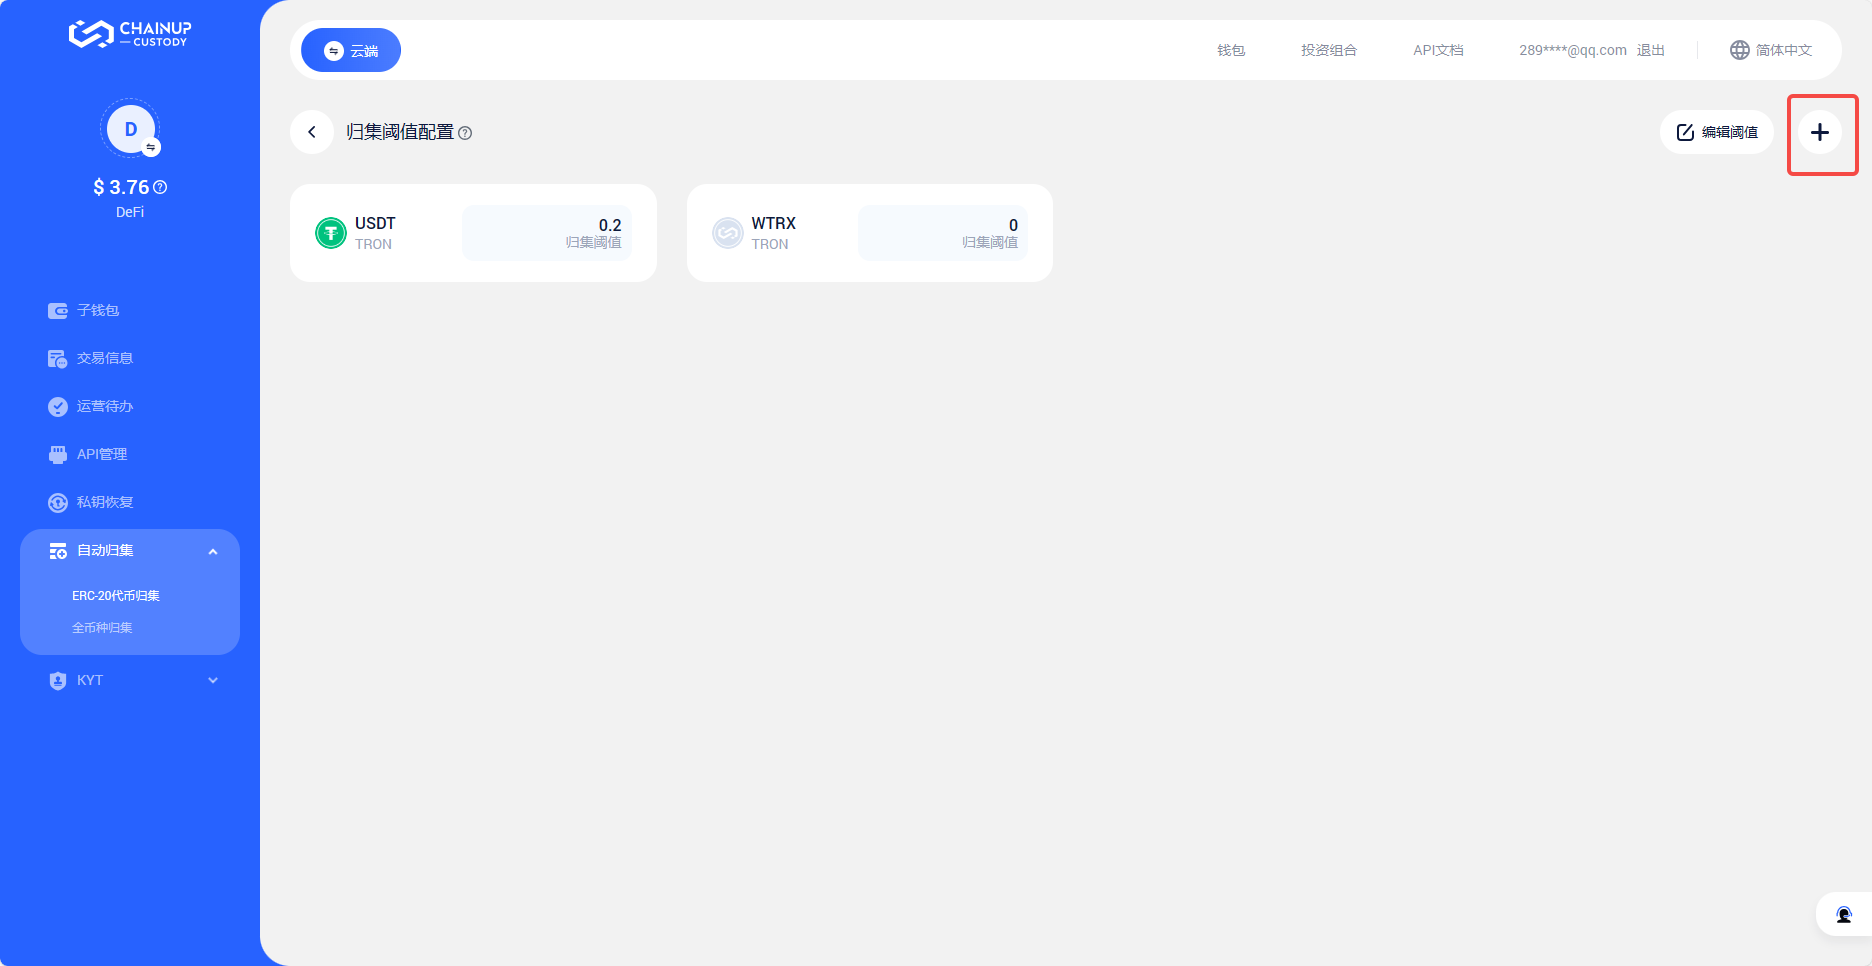 CHAINUP
CUSTODY
D
$ 3.76
DeFi
子钱包
交易信息
运营待办
API管理
私钥恢复
自动归集
ERC-20代币归集
全币种归集
KYT
云端
钱包
投资组合
API文档
289****@qq.com 退出
简体中文
归集阈值配置
编辑阈值
USDT
TRON
0.2
归集阈值
WTRX
TRON
0
归集阈值